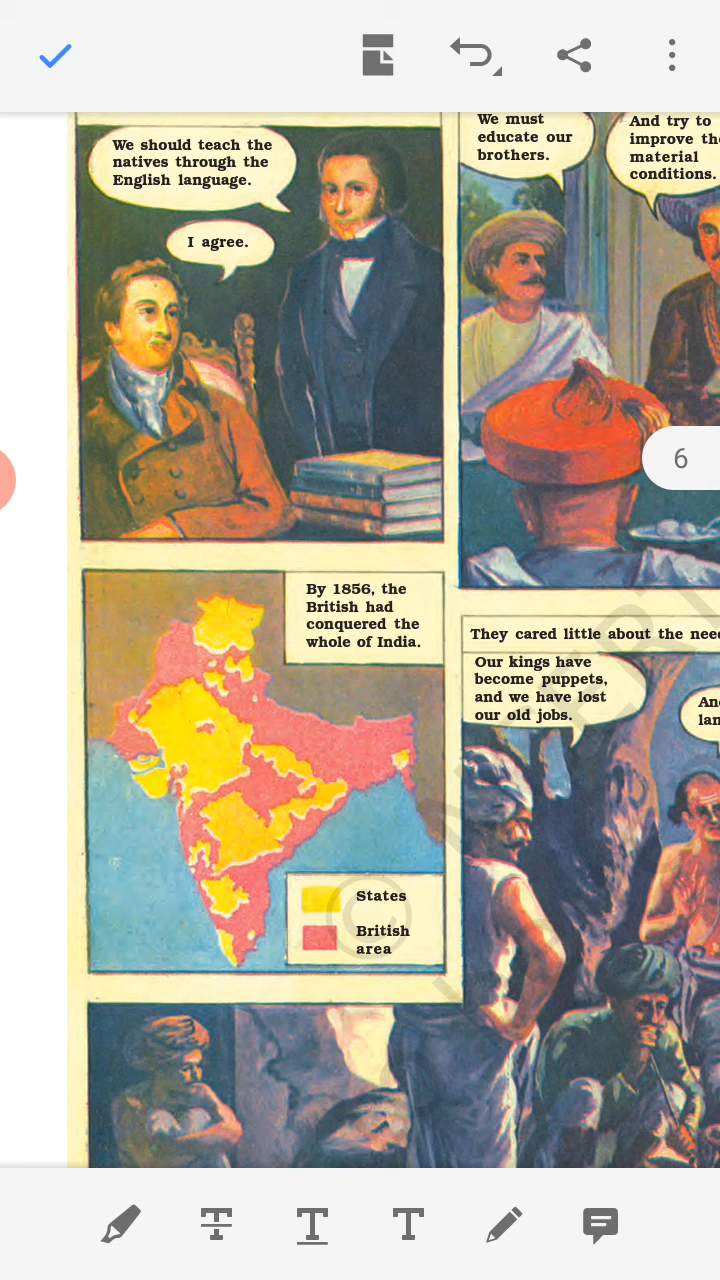 We should teach the
natives through the
English language.
I agree.
We must
educate our
brothers.
And try to
improve the
material
conditions.
6
By 1856, the
British had
conquered the
whole of India.
States
British
area
They cared little about the
Our kings have
become puppets,
and we have lost
our old jobs.